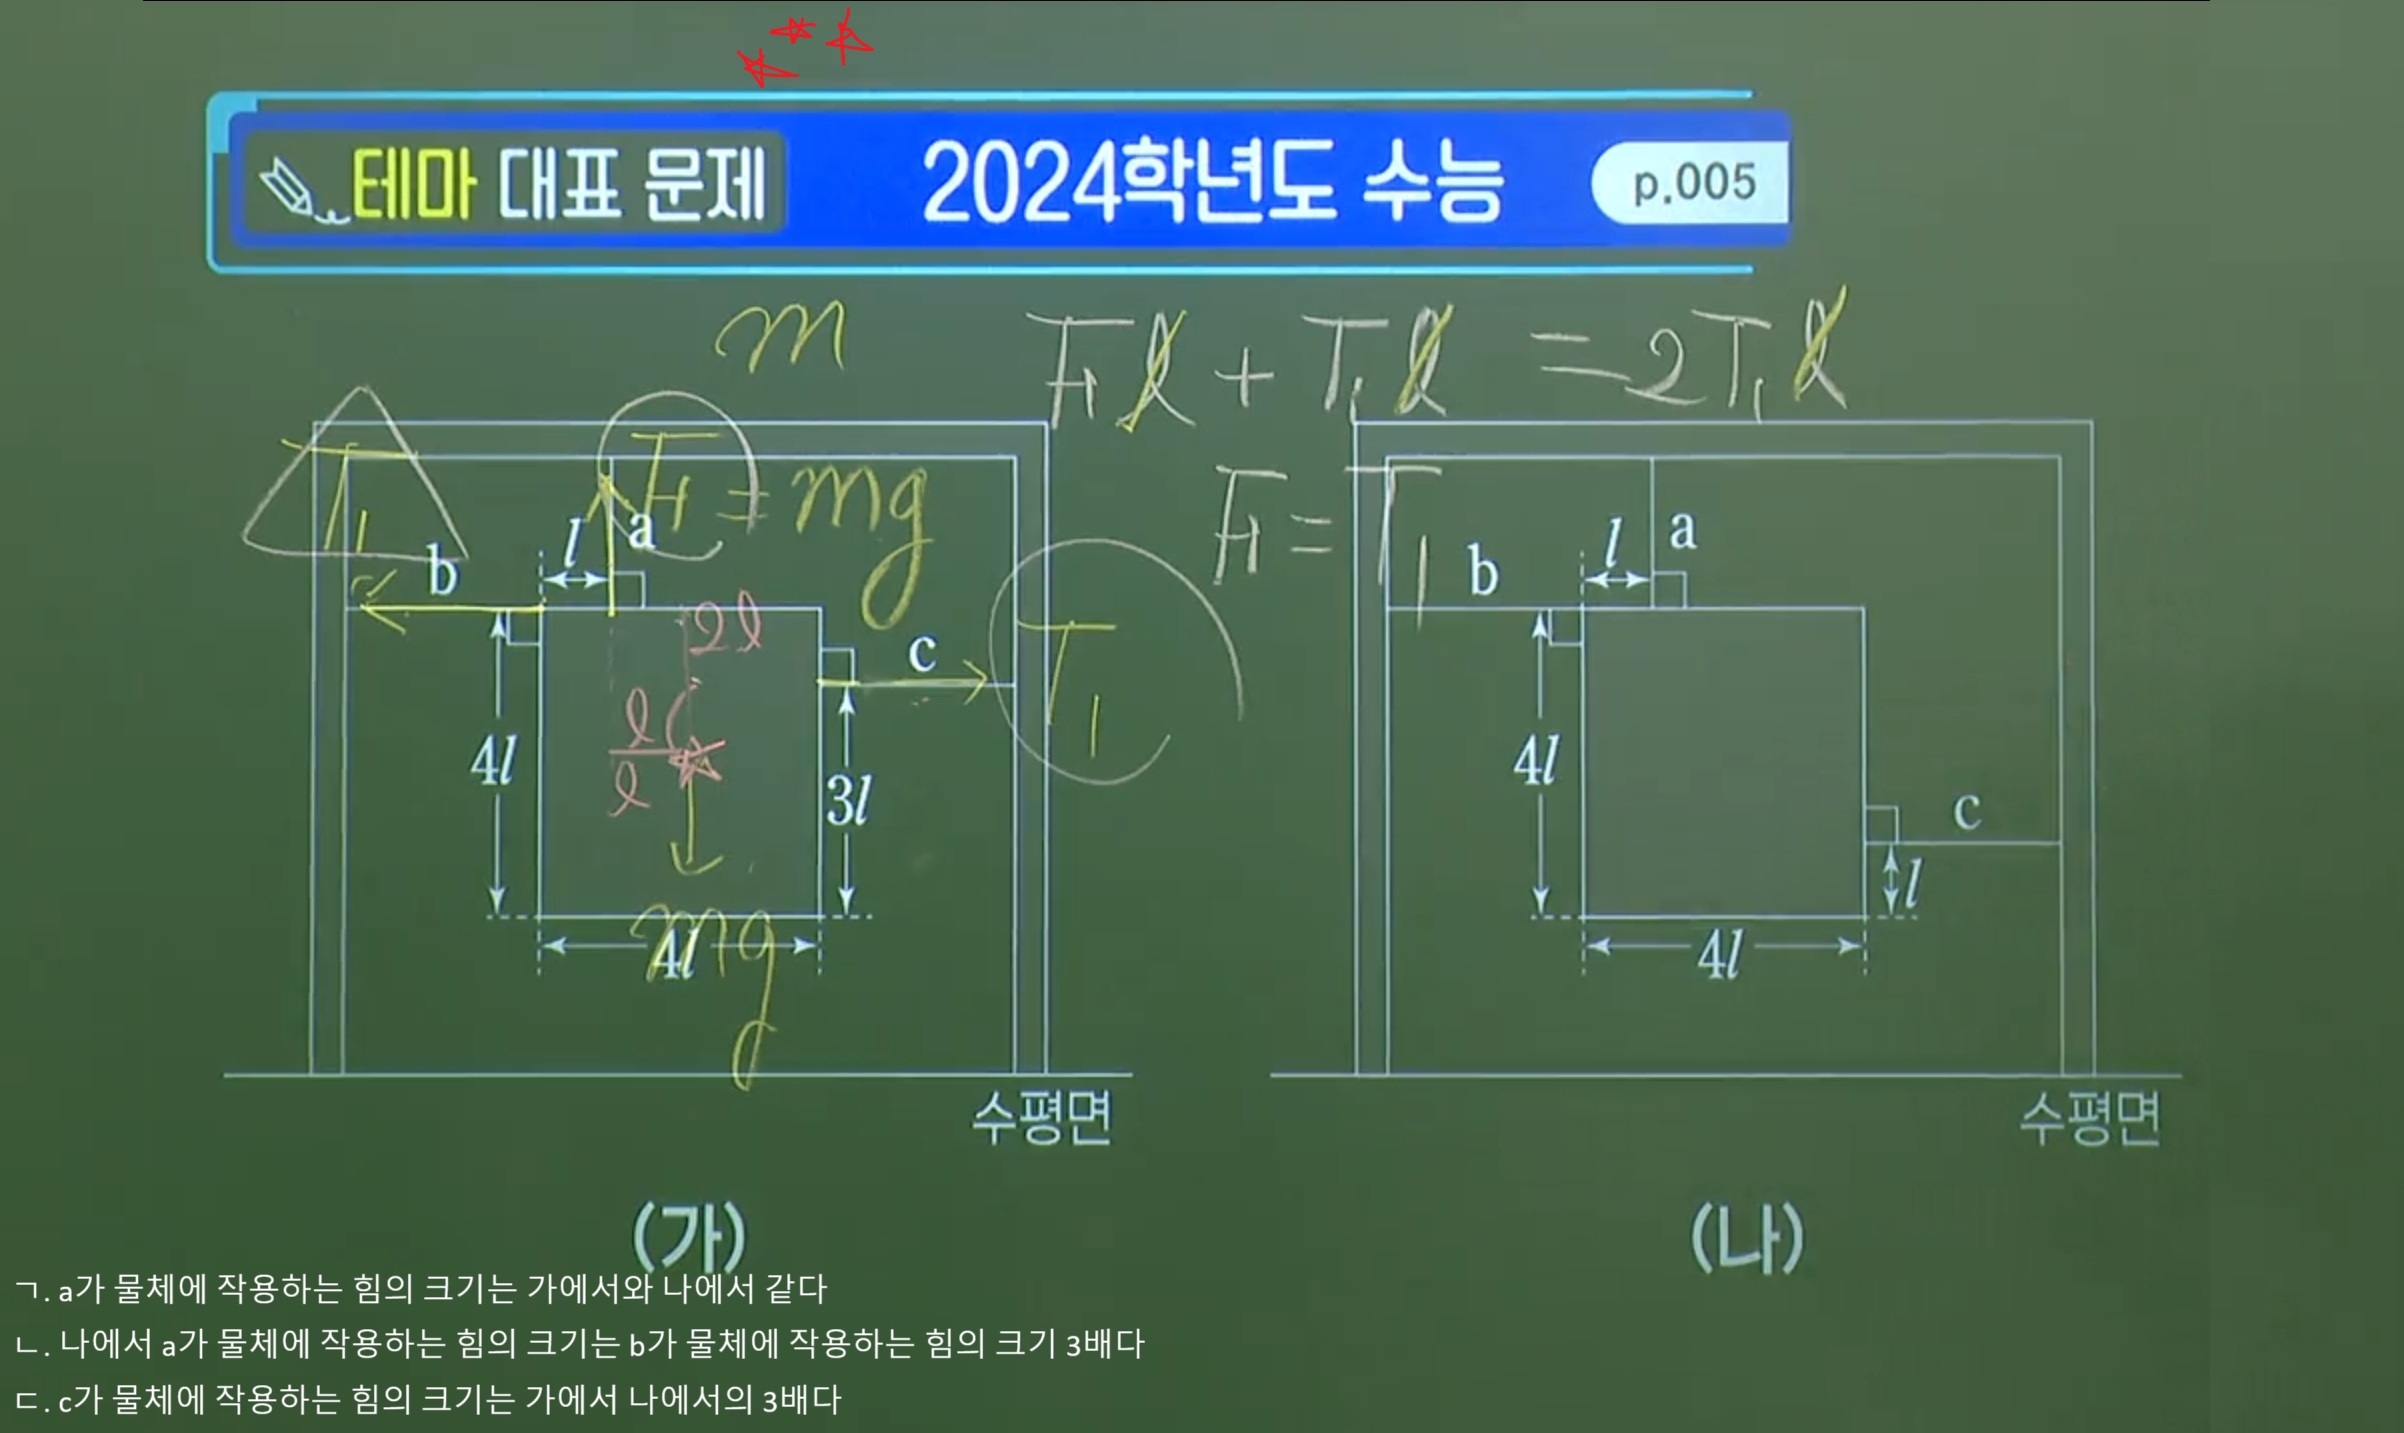 테마 대표 문제 2024학년도 수능 p.005
m
F₁l + T₁l = 2T₁l
F₁ = T₁
T₁
F₁ = mg
l a
b
2l
c
T₁
l
l
4l
3l
mg
4l
수평면
(가)
l a
b
4l
c
l
4l
수평면
(나)
ㄱ. a가 물체에 작용하는 힘의 크기는 가에서와 나에서 같다
ㄴ. 나에서 a가 물체에 작용하는 힘의 크기는 b가 물체에 작용하는 힘의 크기 3배다
ㄷ. c가 물체에 작용하는 힘의 크기는 가에서 나에서의 3배다